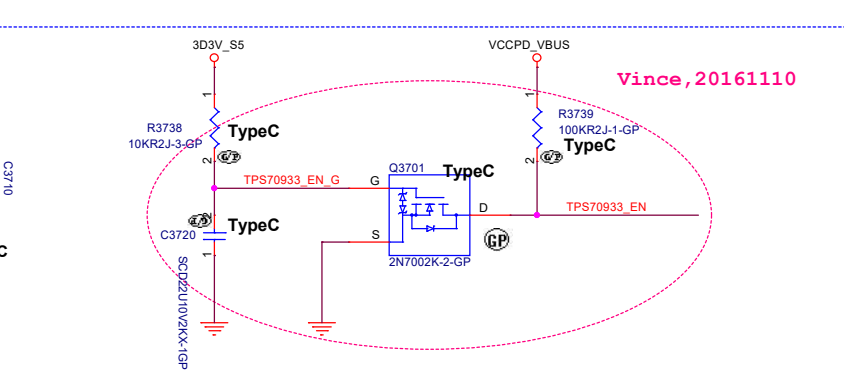 3D3V_S5
VCCPD_VBUS
Vince,20161110
1
1
R3738
10KR2J-3-GP
TypeC
R3739
100KR2J-1-GP
TypeC
2
2
C3710
Q3701
TypeC
TPS70933_EN_G
G
D
TPS70933_EN
2
TypeC
C3720
S
GP
2N7002K-2-GP
1
SCD22U10V2KX-1GP
C